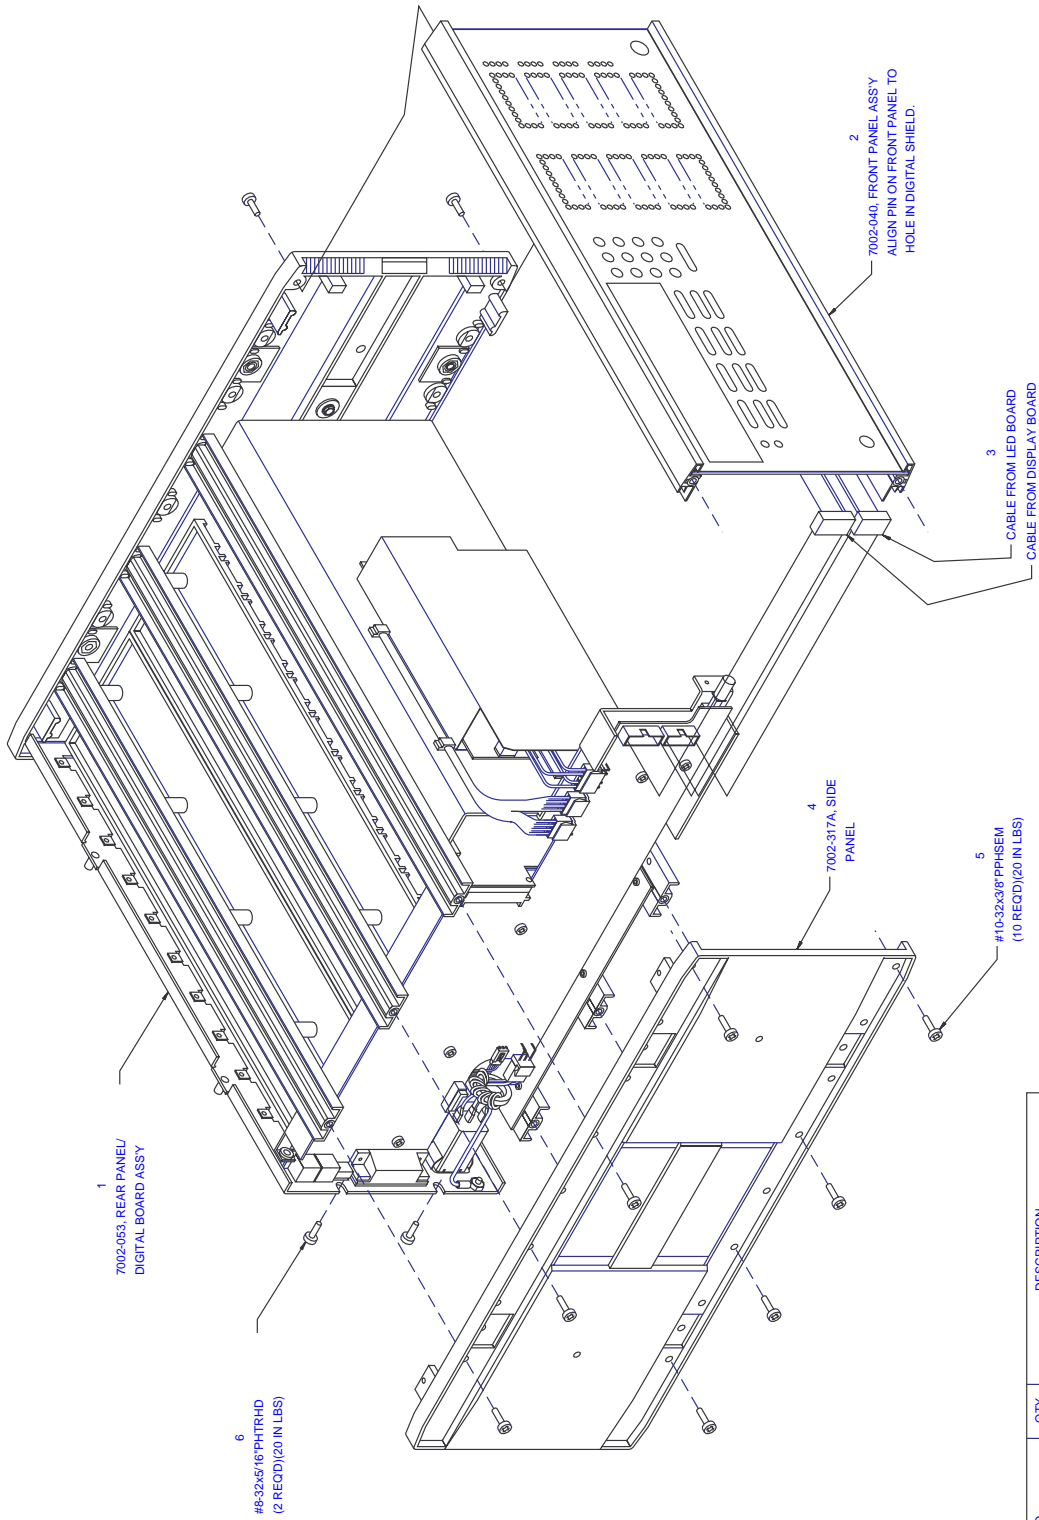 1
7002-053, REAR PANEL/
DIGITAL BOARD ASS'Y
2
7002-040, FRONT PANEL ASS'Y
ALIGN PIN ON FRONT PANEL TO
HOLE IN DIGITAL SHIELD.
3
CABLE FROM LED BOARD
CABLE FROM DISPLAY BOARD
4
7002-317A, SIDE
PANEL
5
#10-32x3/8"PPHSEM
(10 REQ'D)(20 IN LBS)
6
#8-32x5/16"PHTRHD
(2 REQ'D)(20 IN LBS)